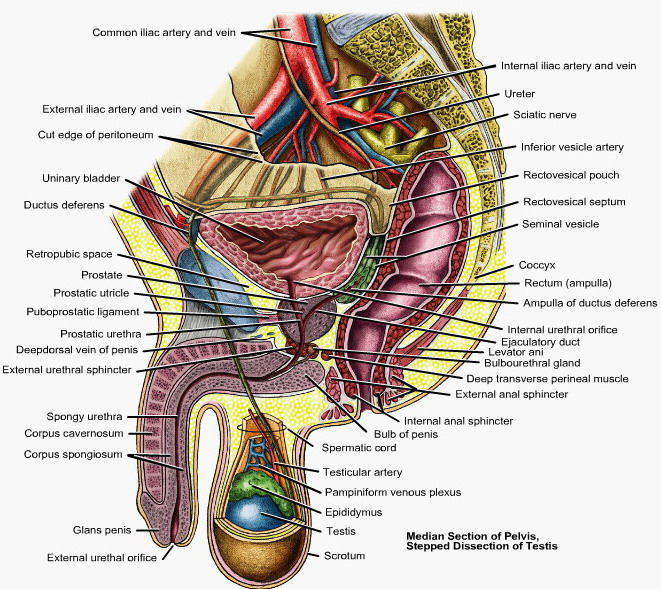 Common iliac artery and vein
External iliac artery and vein
Cut edge of peritoneum
Uninary bladder
Ductus deferens
Retropubic space
Prostate
Prostatic utricle
Puboprostatic ligament
Prostatic urethra
Deepdorsal vein of penis
External urethral sphincter
Spongy urethra
Corpus cavernosum
Corpus spongiosum
Glans penis
External urethal orifice
Internal iliac artery and vein
Ureter
Sciatic nerve
Inferior vesicle artery
Rectovesical pouch
Rectovesical septum
Seminal vesicle
Coccyx
Rectum (ampulla)
Ampulla of ductus deferens
Internal urethral orifice
Ejaculatory duct
Levator ani
Bulbourethral gland
Deep transverse perineal muscle
External anal sphincter
Internal anal sphincter
Bulb of penis
Spermatic cord
Testicular artery
Pampiniform venous plexus
Epididymus
Testis
Scrotum
Median Section of Pelvis,
Stepped Dissection of Testis